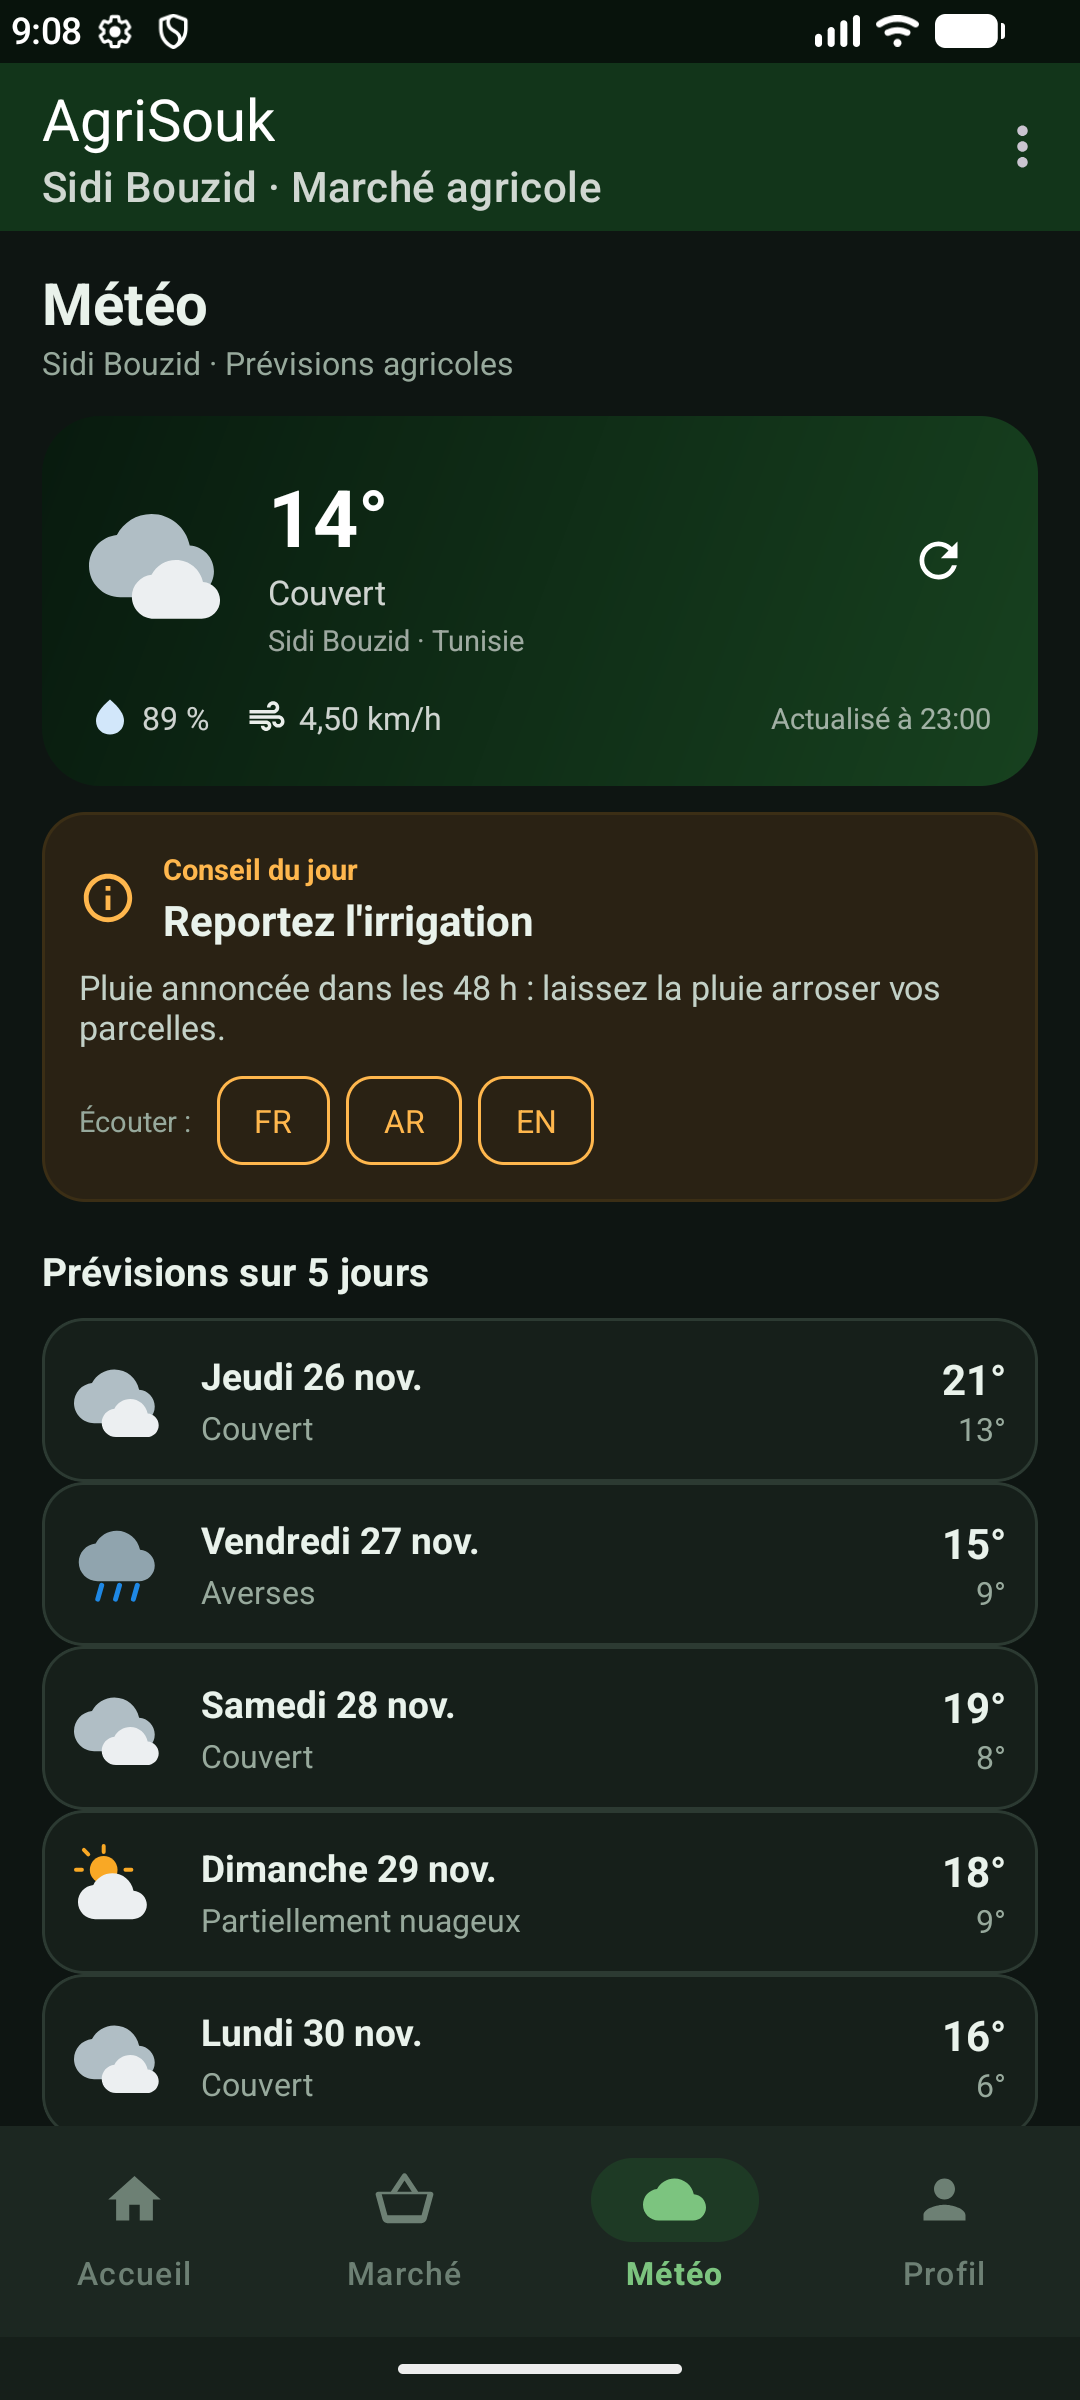 9:08
AgriSouk
Sidi Bouzid · Marché agricole
Météo
Sidi Bouzid · Prévisions agricoles
14°
Couvert
Sidi Bouzid · Tunisie
89 % 4,50 km/h Actualisé à 23:00
Conseil du jour
Reportez l'irrigation
Pluie annoncée dans les 48 h : laissez la pluie arroser vos
parcelles.
Écouter : FR AR EN
Prévisions sur 5 jours
Jeudi 26 nov. 21°
Couvert 13°
Vendredi 27 nov. 15°
Averses 9°
Samedi 28 nov. 19°
Couvert 8°
Dimanche 29 nov. 18°
Partiellement nuageux 9°
Lundi 30 nov. 16°
Couvert 6°
Accueil Marché Météo Profil